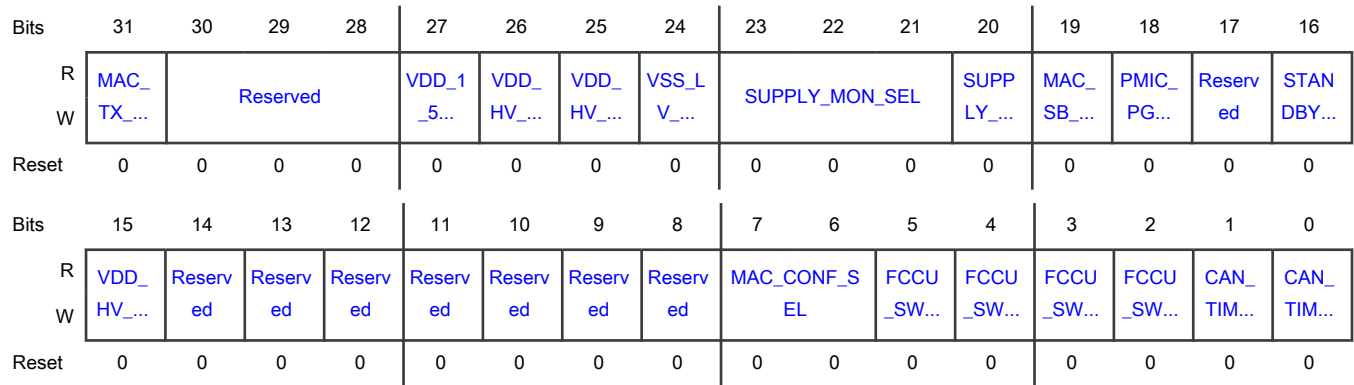 Bits 31 30 29 28 27 26 25 24 23 22 21 20 19 18 17 16
R MAC_ Reserved VDD_1 VDD_ VDD_ VSS_L SUPPLY_MON_SEL SUPP MAC_ PMIC_ Reserv STAN
W TX_... _5... HV_... HV_... V_... LY_... SB_... PG... ed DBY...
Reset 0 0 0 0 0 0 0 0 0 0 0 0 0 0 0 0
Bits 15 14 13 12 11 10 9 8 7 6 5 4 3 2 1 0
R VDD_ Reserv Reserv Reserv Reserv Reserv Reserv Reserv MAC_CONF_S FCCU FCCU FCCU FCCU CAN_ CAN_
W HV_... ed ed ed ed ed ed ed EL _SW... _SW... _SW... _SW... TIM... TIM...
Reset 0 0 0 0 0 0 0 0 0 0 0 0 0 0 0 0